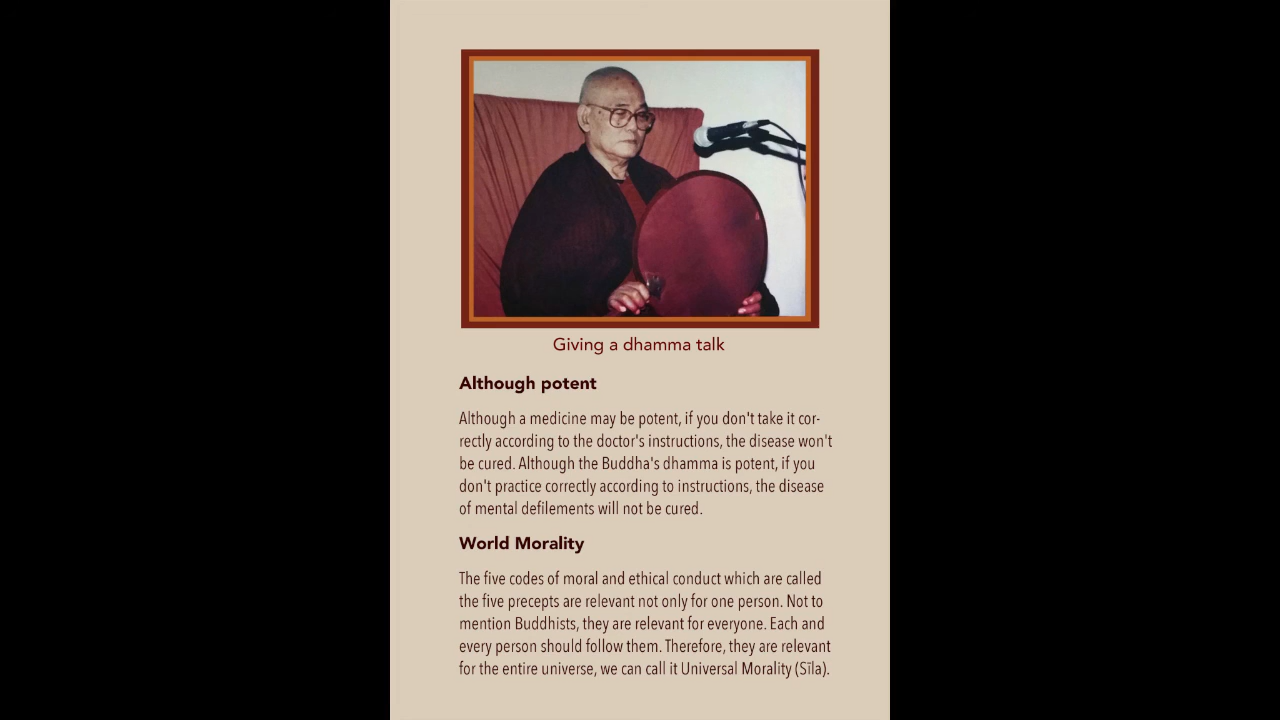 Giving a dhamma talk
Although potent
Although a medicine may be potent, if you don't take it cor-
rectly according to the doctor's instructions, the disease won't
be cured. Although the Buddha's dhamma is potent, if you
don't practice correctly according to instructions, the disease
of mental defilements will not be cured.
World Morality
The five codes of moral and ethical conduct which are called
the five precepts are relevant not only for one person. Not to
mention Buddhists, they are relevant for everyone. Each and
every person should follow them. Therefore, they are relevant
for the entire universe, we can call it Universal Morality (Sīla).